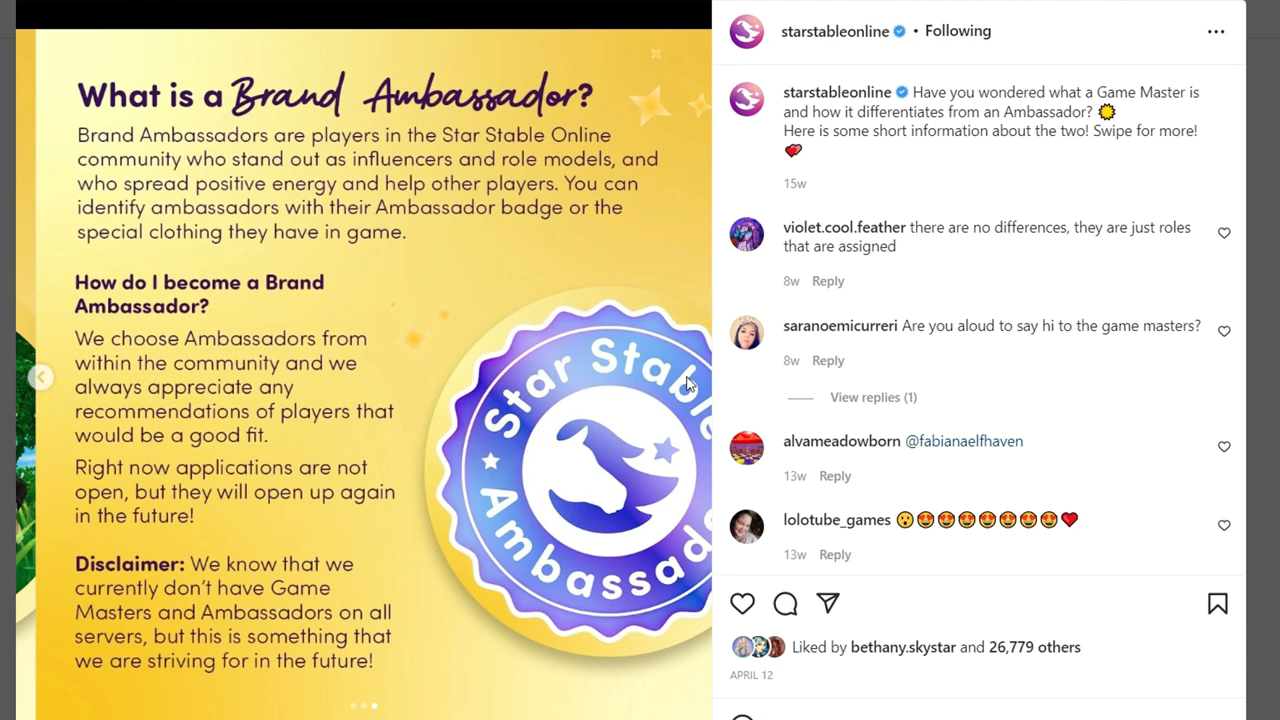 What is a Brand Ambassador?
Brand Ambassadors are players in the Star Stable Online
community who stand out as influencers and role models, and
who spread positive energy and help other players. You can
identify ambassadors with their Ambassador badge or the
special clothing they have in game.
How do I become a Brand
Ambassador?
We choose Ambassadors from
within the community and we
always appreciate any
recommendations of players that
would be a good fit.
Right now applications are not
open, but they will open up again
in the future!
Disclaimer: We know that we
currently don't have Game
Masters and Ambassadors on all
servers, but this is something that
we are striving for in the future!
Star Stable
Ambassad
starstableonline • Following
starstableonline Have you wondered what a Game Master is
and how it differentiates from an Ambassador?
Here is some short information about the two! Swipe for more!
15w
violet.cool.feather there are no differences, they are just roles
that are assigned
8w Reply
saranoemicurreri Are you aloud to say hi to the game masters?
8w Reply
View replies (1)
alvameadowborn @fabianaelfhaven
13w Reply
lolotube_games 😮😍😍😍😍😍😍😍❤️
13w Reply
Liked by bethany.skystar and 26,779 others
APRIL 12